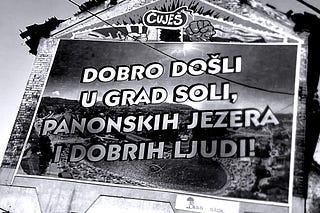 ČUJEŠ
DOBRO DOŠLI
U GRAD SOLI,
PANONSKIH JEZERA
I DOBRIH LJUDI!